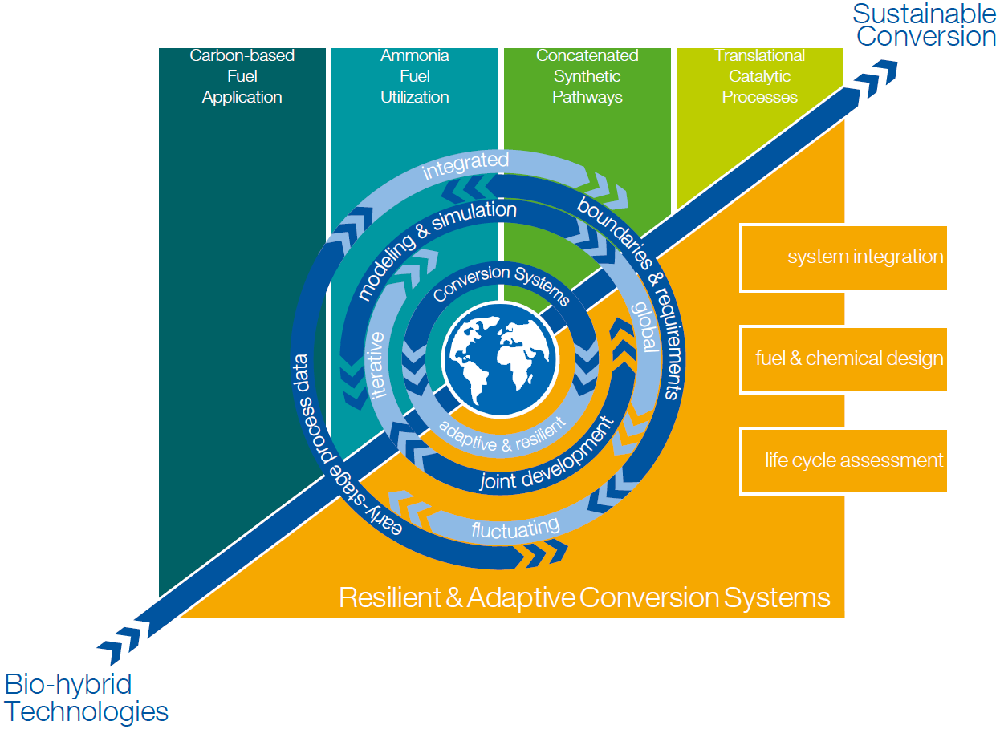 Sustainable
Conversion
Carbon-based
Fuel
Application
Ammonia
Fuel
Utilization
Concatenated
Synthetic
Pathways
Translational
Catalytic
Processes
integrated
boundaries & requirements
modeling & simulation
Conversion Systems
global
iterative
adaptive & resilient
joint development
early-stage process data
fluctuating
system integration
fuel & chemical design
life cycle assessment
Resilient & Adaptive Conversion Systems
Bio-hybrid
Technologies